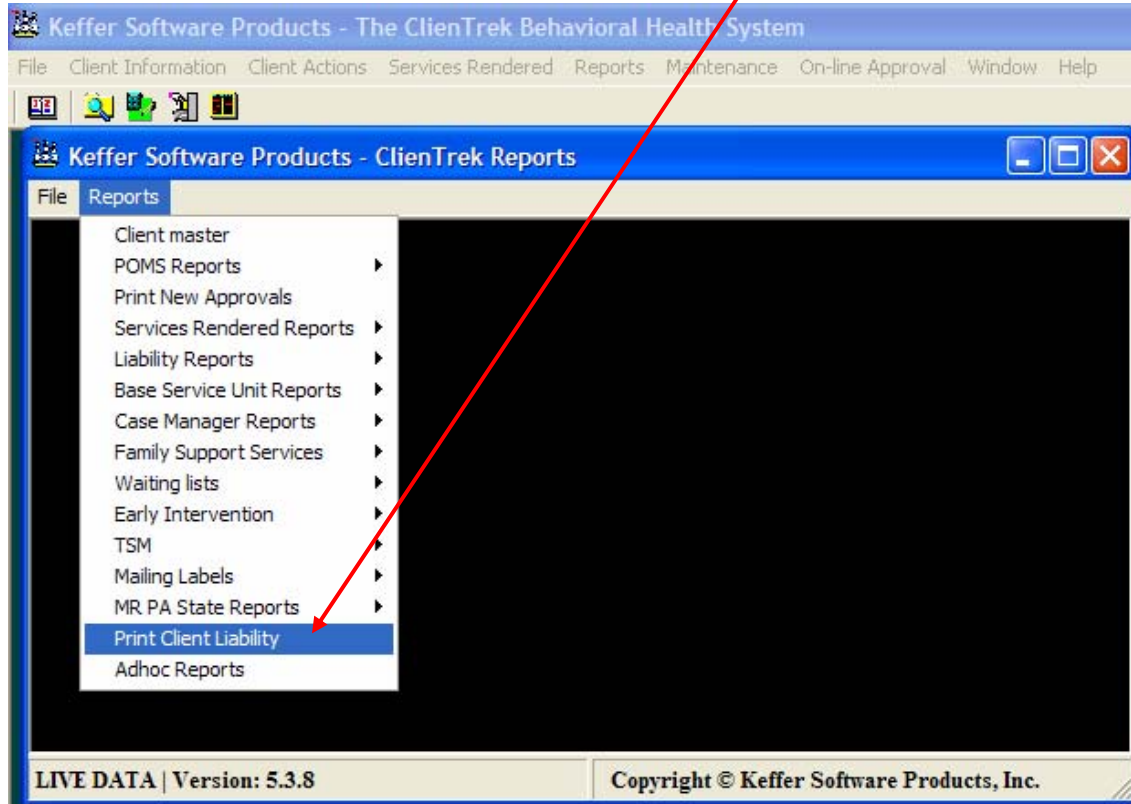 Keffer Software Products - The ClienTrek Behavioral Health System
File Client Information Client Actions Services Rendered Reports Maintenance On-line Approval Window Help
Keffer Software Products - ClienTrek Reports
File Reports
Client master
POMS Reports
Print New Approvals
Services Rendered Reports
Liability Reports
Base Service Unit Reports
Case Manager Reports
Family Support Services
Waiting lists
Early Intervention
TSM
Mailing Labels
MR PA State Reports
Print Client Liability
Adhoc Reports
LIVE DATA | Version: 5.3.8 Copyright © Keffer Software Products, Inc.